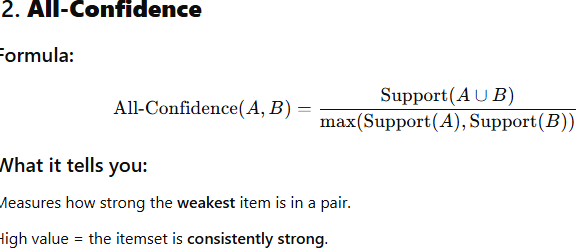 2. All-Confidence
Formula:
All-Confidence(A, B) = Support(A ∪ B) / max(Support(A), Support(B))
What it tells you:
Measures how strong the weakest item is in a pair.
High value = the itemset is consistently strong.